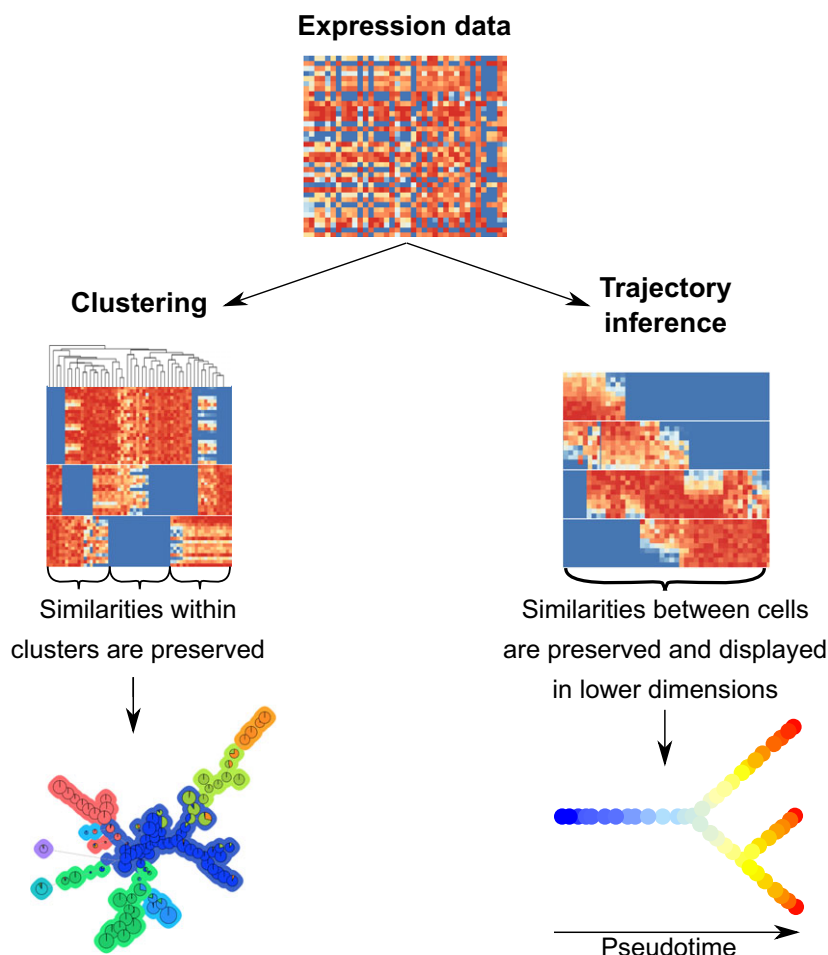 Expression data
Clustering
Trajectory
inference
Similarities within
clusters are preserved
Similarities between cells
are preserved and displayed
in lower dimensions
Pseudotime